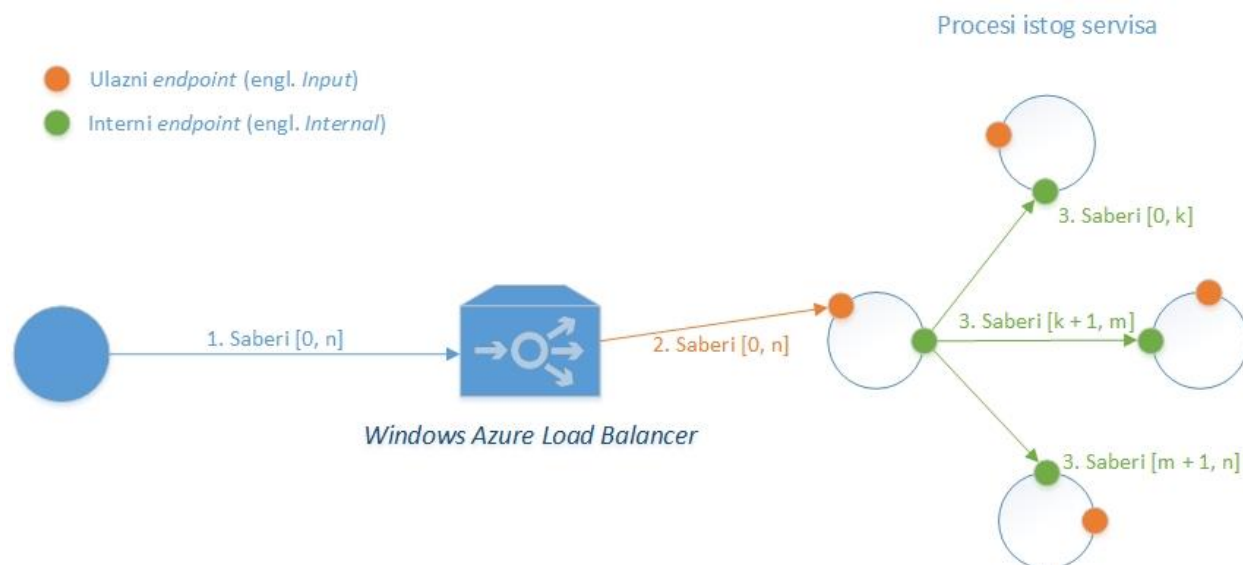 Procesi istog servisa
Ulazni endpoint (engl. Input)
Interni endpoint (engl. Internal)
3. Saberi [0, k]
1. Saberi [0, n]
2. Saberi [0, n]
3. Saberi [k + 1, m]
Windows Azure Load Balancer
3. Saberi [m + 1, n]